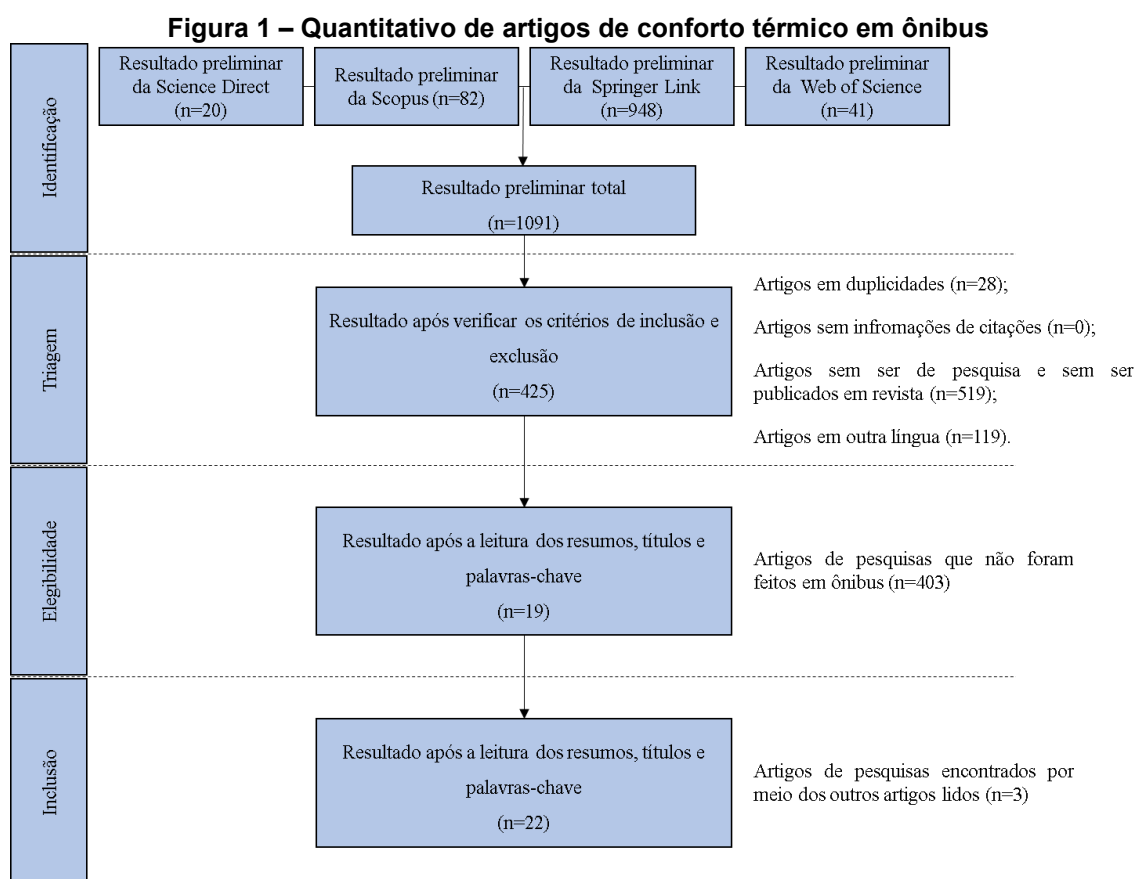 Figura 1 – Quantitativo de artigos de conforto térmico em ônibus
Identificação
Resultado preliminar
da Science Direct
(n=20)
Resultado preliminar
da Scopus (n=82)
Resultado preliminar
da Springer Link
(n=948)
Resultado preliminar
da Web of Science
(n=41)
Resultado preliminar total
(n=1091)
Triagem
Resultado após verificar os critérios de inclusão e
exclusão
(n=425)
Artigos em duplicidades (n=28);
Artigos sem infromações de citações (n=0);
Artigos sem ser de pesquisa e sem ser
publicados em revista (n=519);
Artigos em outra língua (n=119).
Elegibilidade
Resultado após a leitura dos resumos, títulos e
palavras-chave
(n=19)
Artigos de pesquisas que não foram
feitos em ônibus (n=403)
Inclusão
Resultado após a leitura dos resumos, títulos e
palavras-chave
(n=22)
Artigos de pesquisas encontrados por
meio dos outros artigos lidos (n=3)